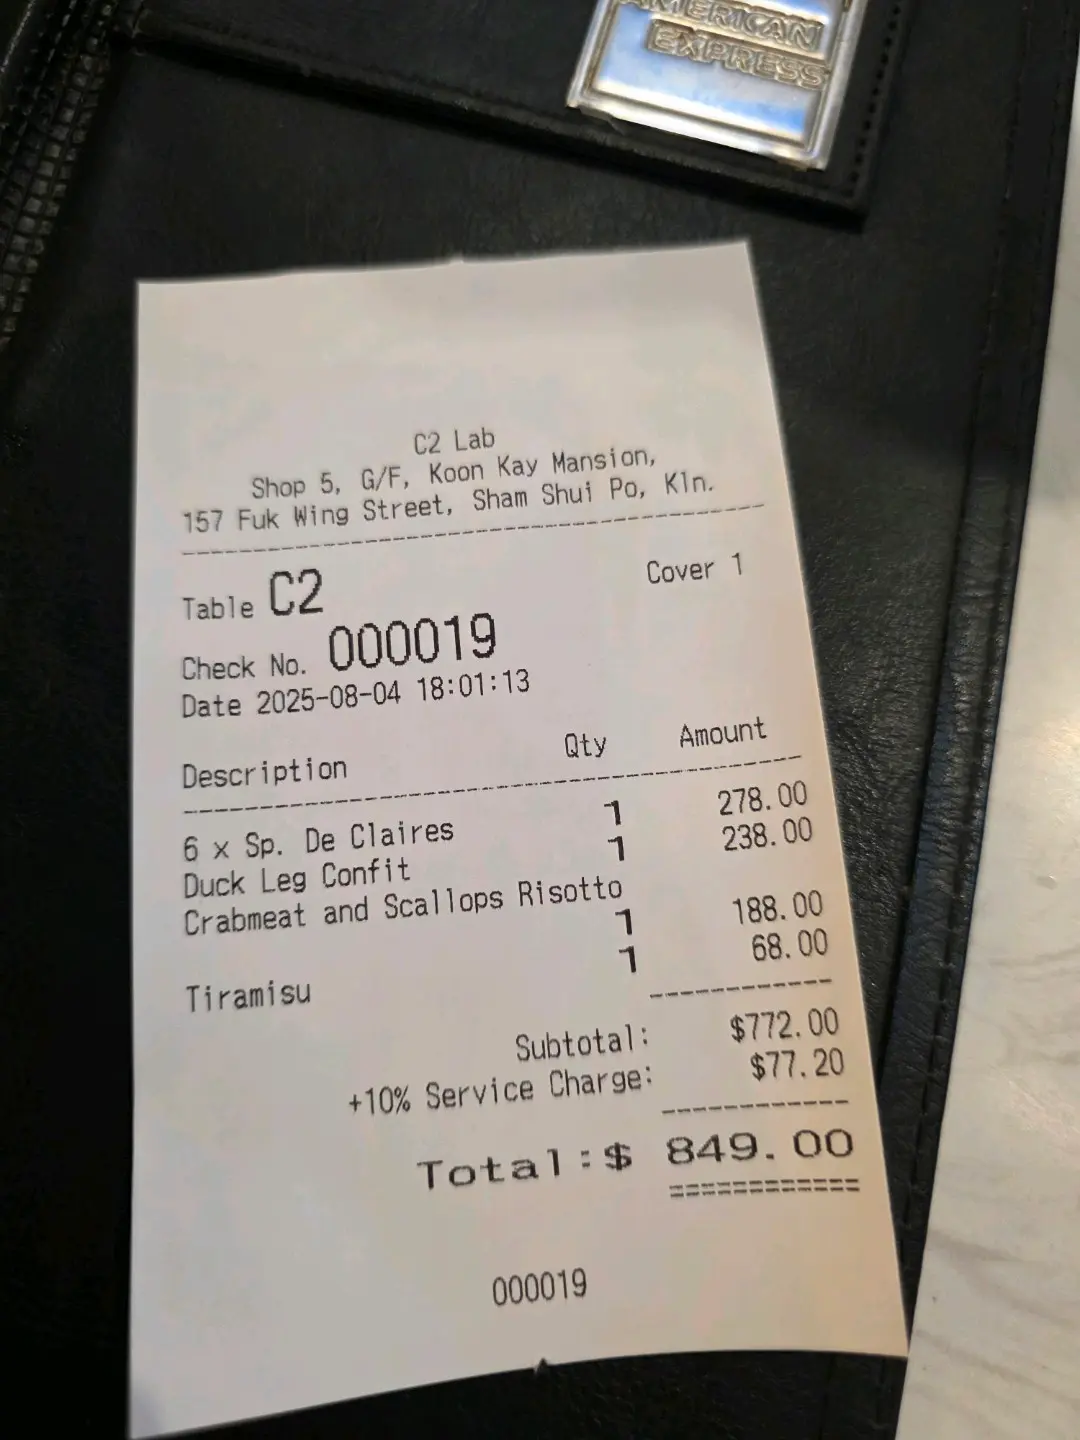 AMERICAN
EXPRESS
C2 Lab
Shop 5, G/F, Koon Kay Mansion,
157 Fuk Wing Street, Sham Shui Po, Kln.
Table C2 Cover 1
Check No. 000019
Date 2025-08-04 18:01:13
Description Qty Amount
6 x Sp. De Claires 1 278.00
Duck Leg Confit 1 238.00
Crabmeat and Scallops Risotto
1 188.00
Tiramisu 1 68.00
Subtotal: $772.00
+10% Service Charge: $77.20
Total:$ 849.00
000019